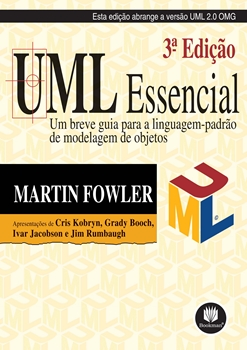 Esta edição abrange a versão UML 2.0 OMG
3ª Edição
UML Essencial
Um breve guia para a linguagem-padrão
de modelagem de objetos
MARTIN FOWLER
Apresentações de Cris Kobryn, Grady Booch,
Ivar Jacobson e Jim Rumbaugh
UML
Bookman